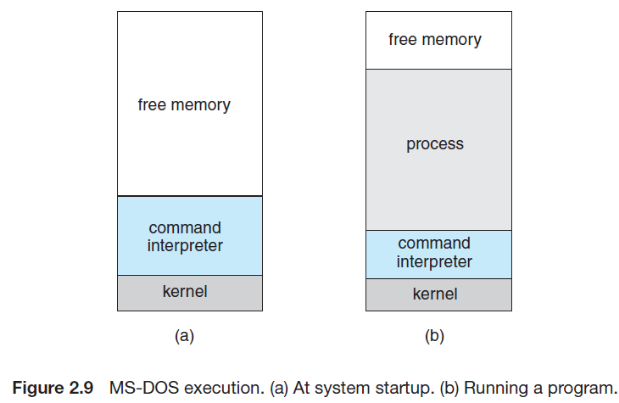 free memory
command
interpreter
kernel
(a)
free memory
process
command
interpreter
kernel
(b)
Figure 2.9 MS-DOS execution. (a) At system startup. (b) Running a program.